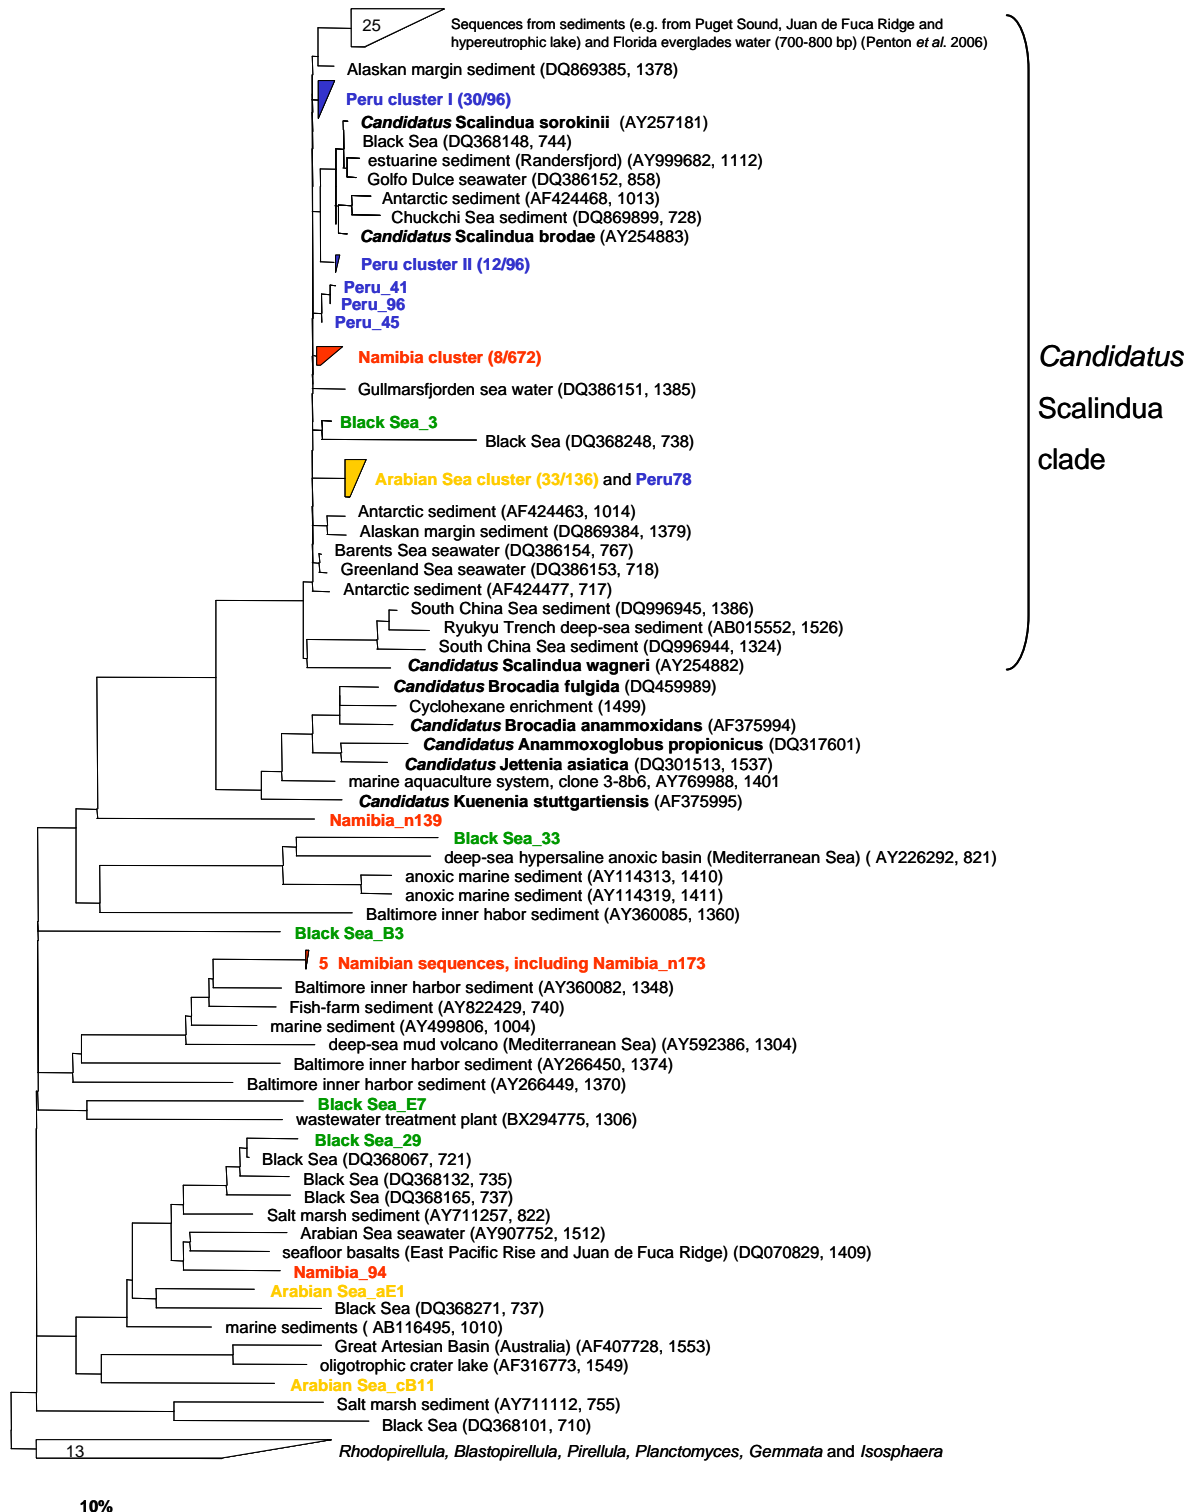 25
Sequences from sediments (e.g. from Puget Sound, Juan de Fuca Ridge and
hypereutrophic lake) and Florida everglades water (700-800 bp) (Penton et al. 2006)
Alaskan margin sediment (DQ869385, 1378)
Peru cluster I (30/96)
Candidatus Scalindua sorokinii (AY257181)
Black Sea (DQ368148, 744)
estuarine sediment (Randersfjord) (AY999682, 1112)
Golfo Dulce seawater (DQ386152, 858)
Antarctic sediment (AF424468, 1013)
Chuckchi Sea sediment (DQ869899, 728)
Candidatus Scalindua brodae (AY254883)
Peru cluster II (12/96)
Peru_41
Peru_96
Peru_45
Namibia cluster (8/672)
Gullmarsfjorden sea water (DQ386151, 1385)
Black Sea_3
Black Sea (DQ368248, 738)
Arabian Sea cluster (33/136) and Peru78
Antarctic sediment (AF424463, 1014)
Alaskan margin sediment (DQ869384, 1379)
Barents Sea seawater (DQ386154, 767)
Greenland Sea seawater (DQ386153, 718)
Antarctic sediment (AF424477, 717)
South China Sea sediment (DQ996945, 1386)
Ryukyu Trench deep-sea sediment (AB015552, 1526)
South China Sea sediment (DQ996944, 1324)
Candidatus Scalindua wagneri (AY254882)
Candidatus
Scalindua
clade
Candidatus Brocadia fulgida (DQ459989)
Cyclohexane enrichment (1499)
Candidatus Brocadia anammoxidans (AF375994)
Candidatus Anammoxoglobus propionicus (DQ317601)
Candidatus Jettenia asiatica (DQ301513, 1537)
marine aquaculture system, clone 3-8b6, AY769988, 1401
Candidatus Kuenenia stuttgartiensis (AF375995)
Namibia_n139
Black Sea_33
deep-sea hypersaline anoxic basin (Mediterranean Sea) ( AY226292, 821)
anoxic marine sediment (AY114313, 1410)
anoxic marine sediment (AY114319, 1411)
Baltimore inner habor sediment (AY360085, 1360)
Black Sea_B3
5 Namibian sequences, including Namibia_n173
Baltimore inner harbor sediment (AY360082, 1348)
Fish-farm sediment (AY822429, 740)
marine sediment (AY499806, 1004)
deep-sea mud volcano (Mediterranean Sea) (AY592386, 1304)
Baltimore inner harbor sediment (AY266450, 1374)
Baltimore inner harbor sediment (AY266449, 1370)
Black Sea_E7
wastewater treatment plant (BX294775, 1306)
Black Sea_29
Black Sea (DQ368067, 721)
Black Sea (DQ368132, 735)
Black Sea (DQ368165, 737)
Salt marsh sediment (AY711257, 822)
Arabian Sea seawater (AY907752, 1512)
seafloor basalts (East Pacific Rise and Juan de Fuca Ridge) (DQ070829, 1409)
Namibia_94
Arabian Sea_aE1
Black Sea (DQ368271, 737)
marine sediments ( AB116495, 1010)
Great Artesian Basin (Australia) (AF407728, 1553)
oligotrophic crater lake (AF316773, 1549)
Arabian Sea_cB11
Salt marsh sediment (AY711112, 755)
Black Sea (DQ368101, 710)
13
Rhodopirellula, Blastopirellula, Pirellula, Planctomyces, Gemmata and Isosphaera
10%